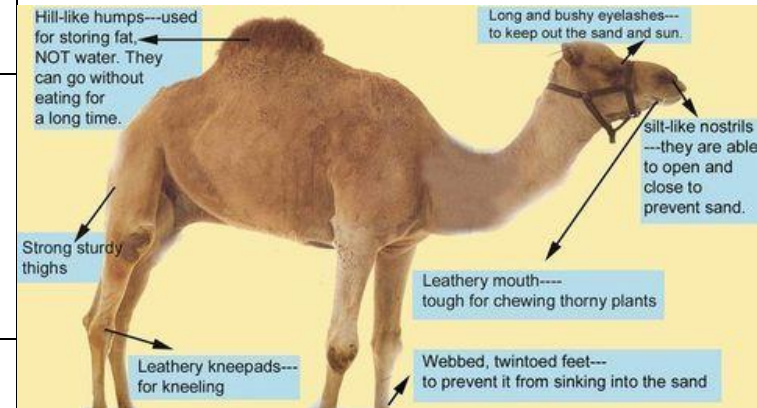 Hill-like humps---used
for storing fat,
NOT water. They
can go without
eating for
a long time.
Long and bushy eyelashes---
to keep out the sand and sun.
silt-like nostrils
---they are able
to open and
close to
prevent sand.
Strong sturdy
thighs
Leathery mouth----
tough for chewing thorny plants
Leathery kneepads---
for kneeling
Webbed, twintoed feet---
to prevent it from sinking into the sand